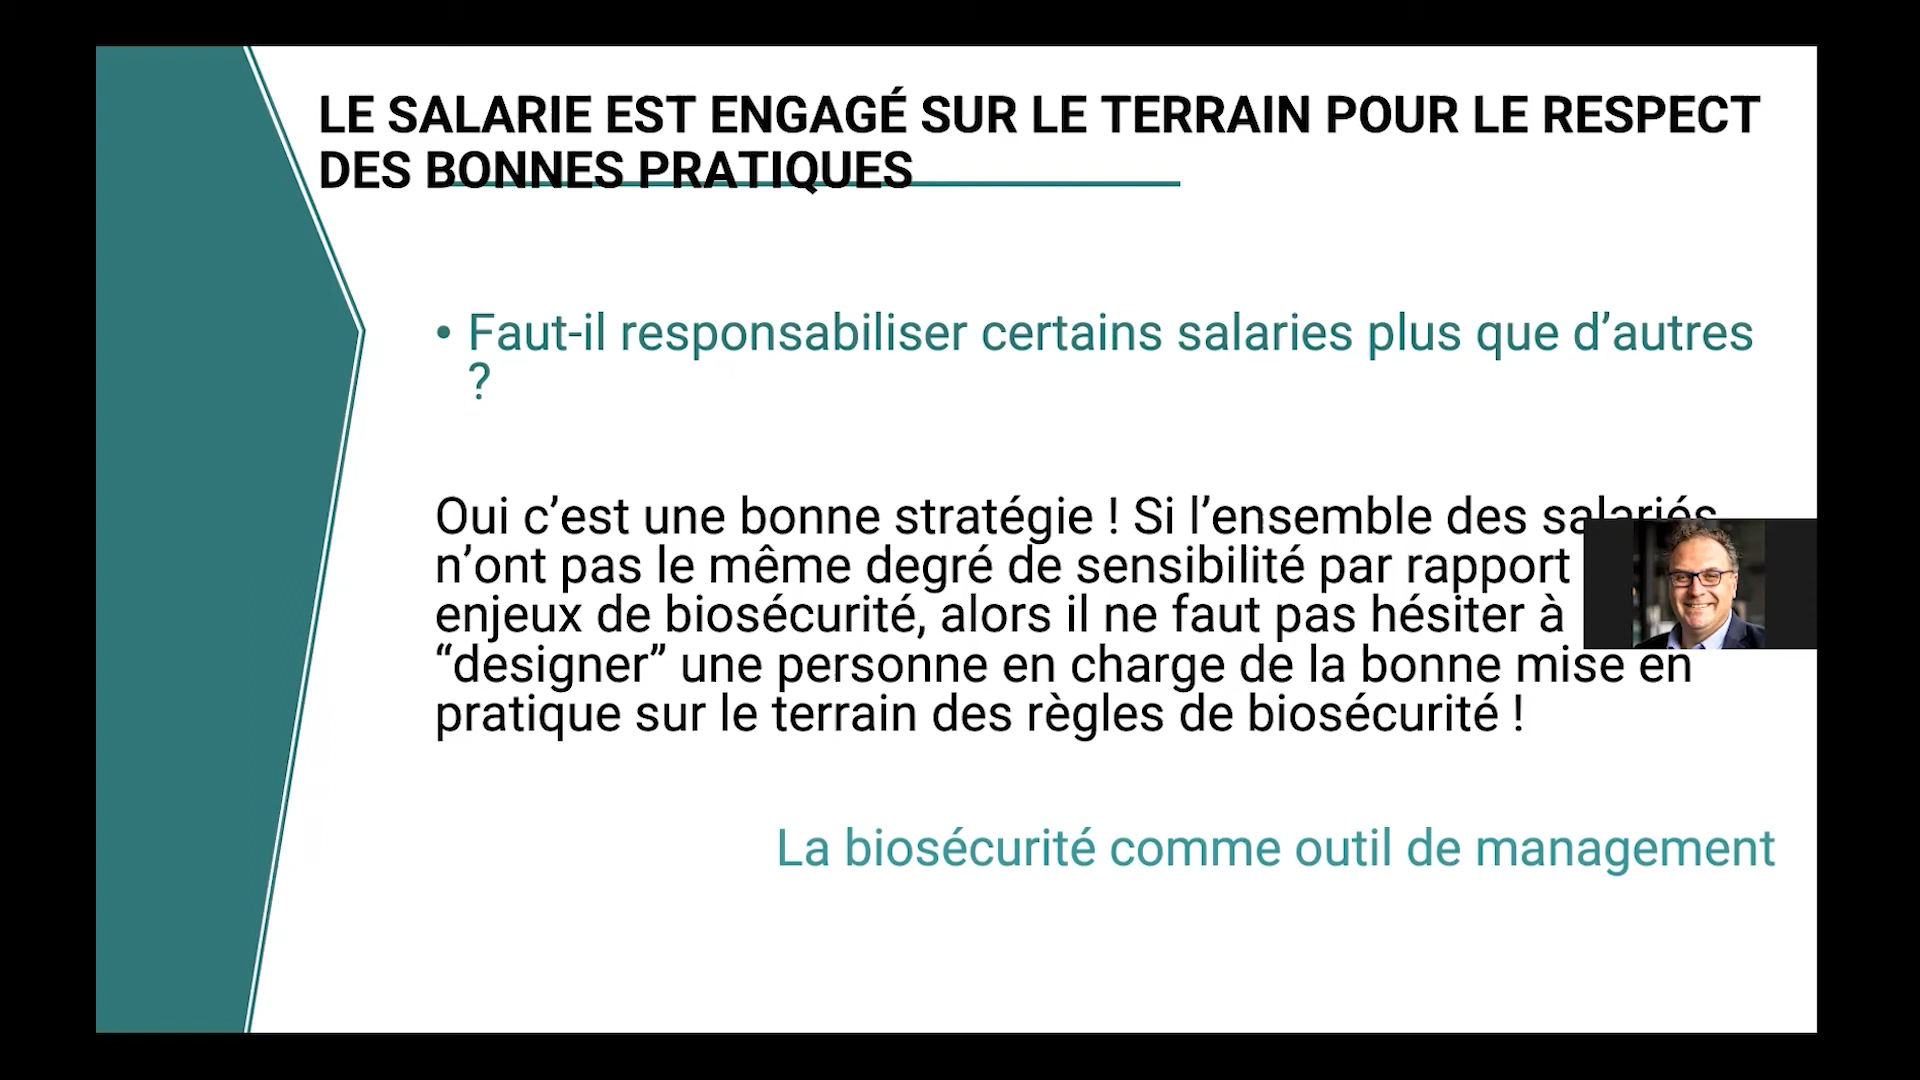 LE SALARIE EST ENGAGÉ SUR LE TERRAIN POUR LE RESPECT
DES BONNES PRATIQUES
• Faut-il responsabiliser certains salaries plus que d’autres
?
Oui c’est une bonne stratégie ! Si l’ensemble des salariés
n’ont pas le même degré de sensibilité par rapport
enjeux de biosécurité, alors il ne faut pas hésiter à
“designer” une personne en charge de la bonne mise en
pratique sur le terrain des règles de biosécurité !
La biosécurité comme outil de management